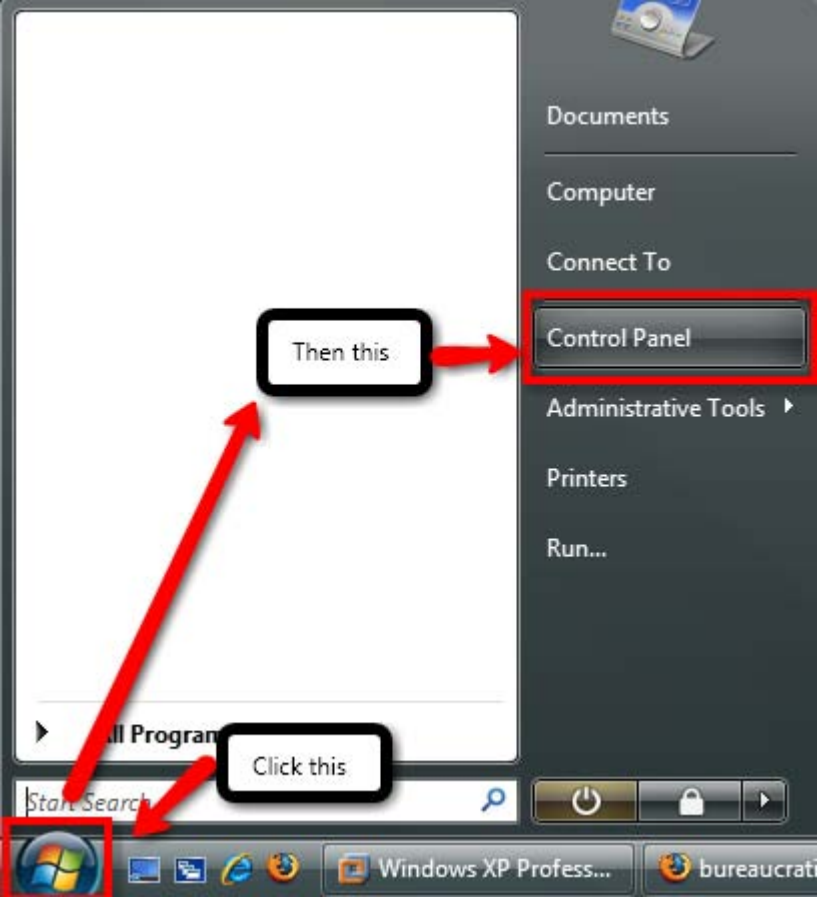 Documents
Computer
Connect To
Control Panel
Administrative Tools
Printers
Run...
Then this
Click this
Start Search
Windows XP Profess...